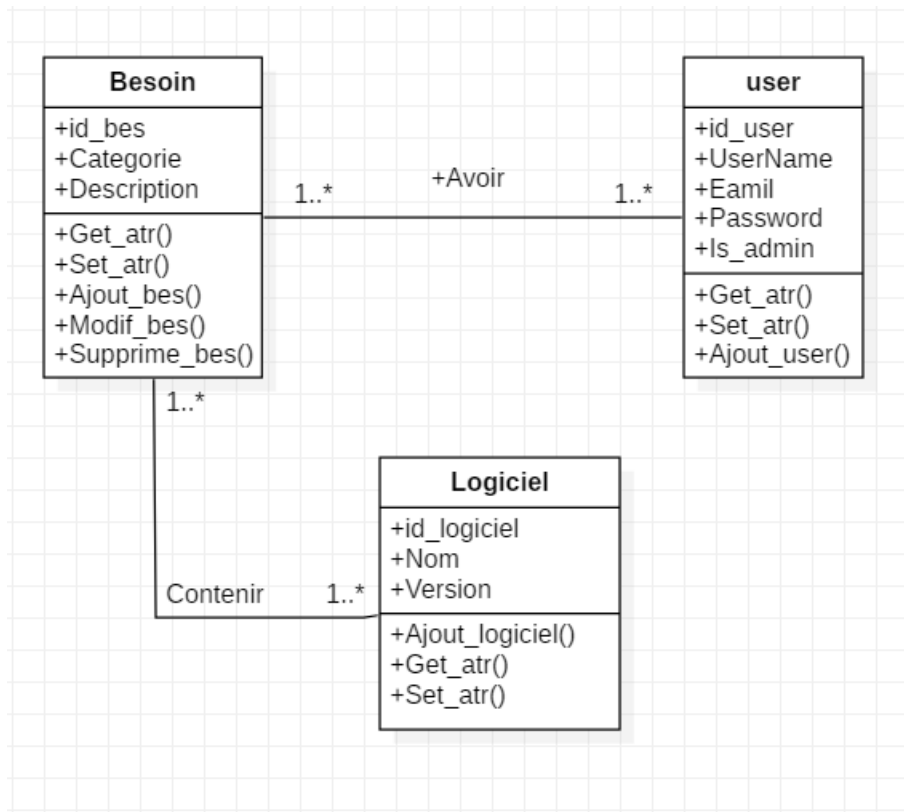 Besoin
+id_bes
+Categorie
+Description
+Get_atr()
+Set_atr()
+Ajout_bes()
+Modif_bes()
+Supprime_bes()
1..*
+Avoir
1..*
user
+id_user
+UserName
+Eamil
+Password
+Is_admin
+Get_atr()
+Set_atr()
+Ajout_user()
1..*
Contenir
1..*
Logiciel
+id_logiciel
+Nom
+Version
+Ajout_logiciel()
+Get_atr()
+Set_atr()